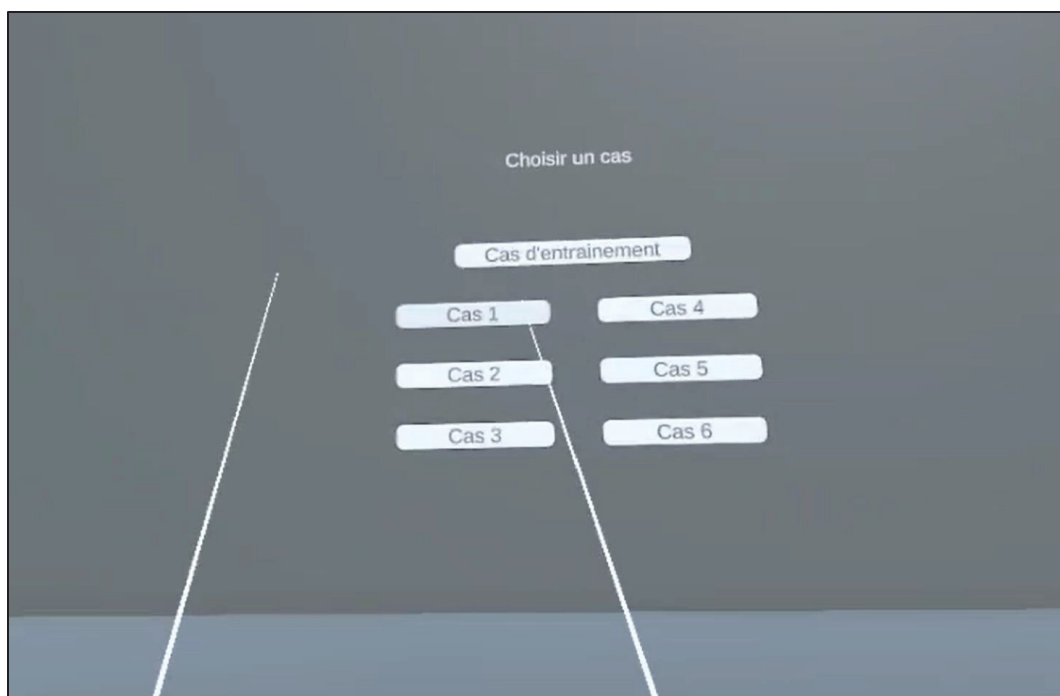 Choisir un cas
Cas d'entrainement
Cas 1
Cas 4
Cas 2
Cas 5
Cas 3
Cas 6